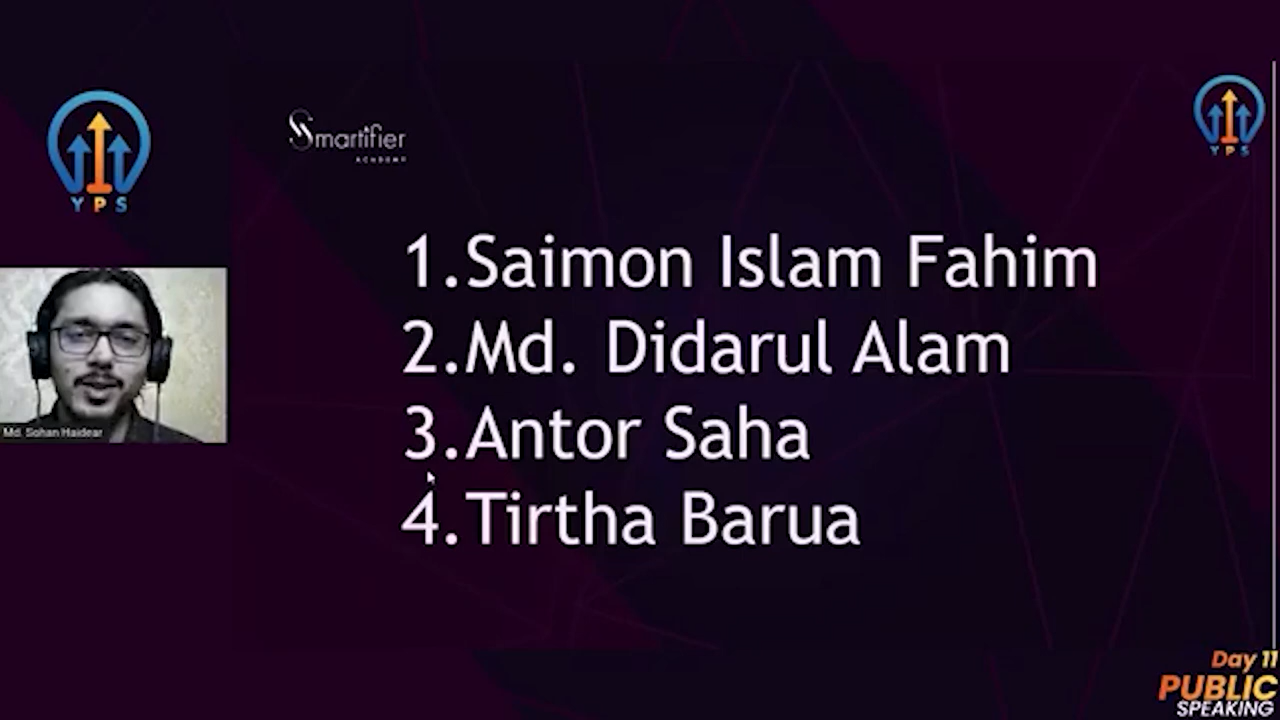 YPS
Smartifier
ACADEMY
YPS
1.Saimon Islam Fahim
2.Md. Didarul Alam
3.Antor Saha
4.Tirtha Barua
Md. Sohan Haidear
Day 11
PUBLIC
SPEAKING